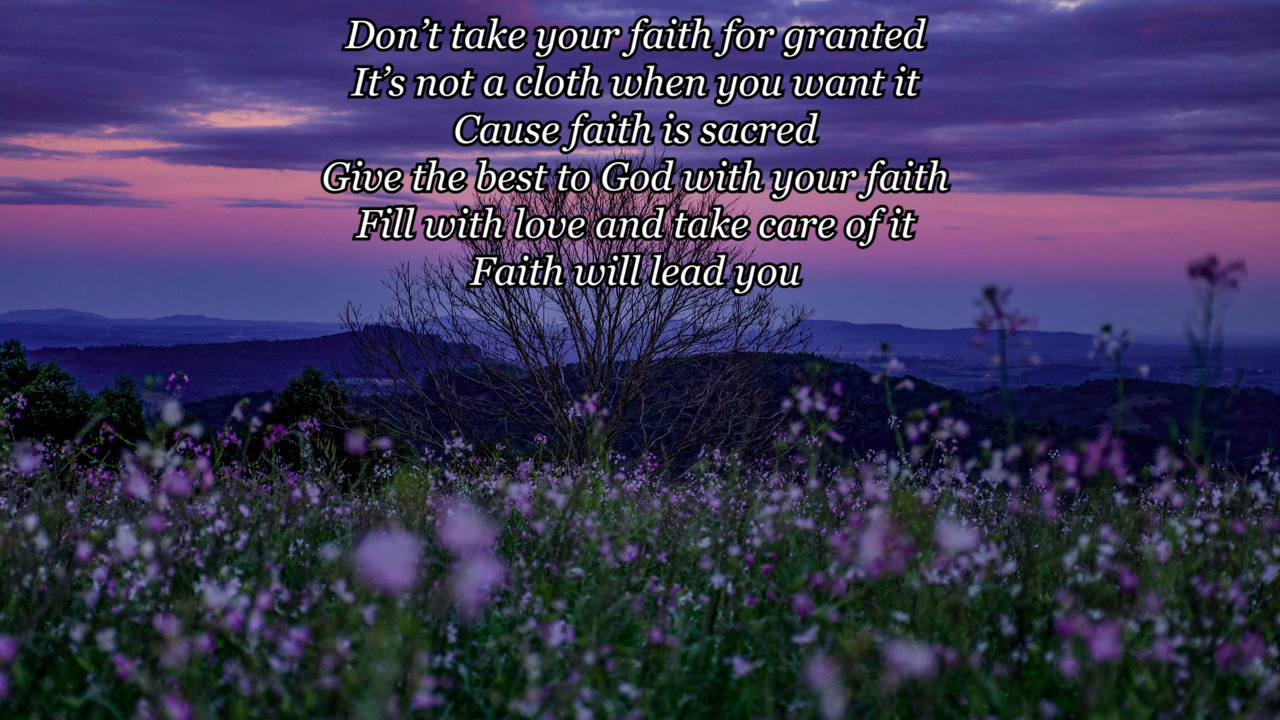 Don’t take your faith for granted
It’s not a cloth when you want it
Cause faith is sacred
Give the best to God with your faith
Fill with love and take care of it
Faith will lead you